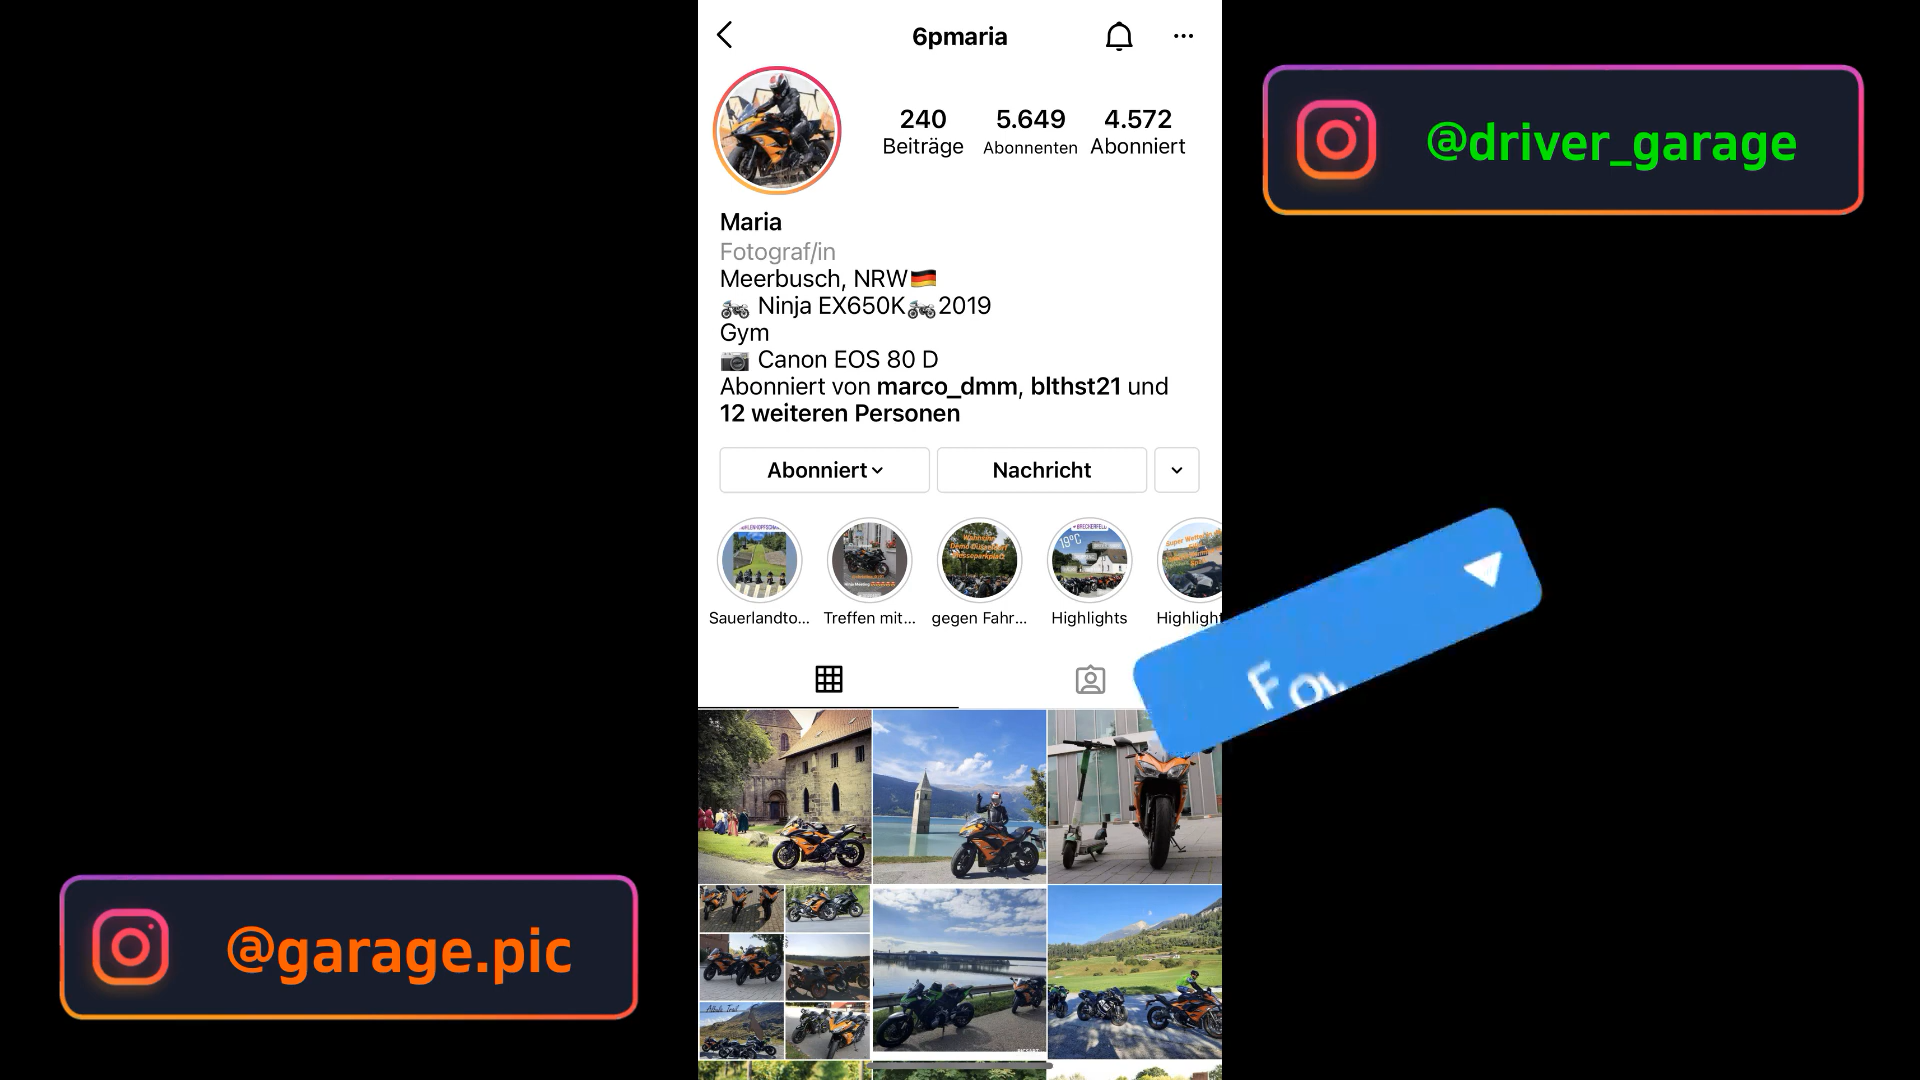 6pmaria
240
Beiträge
5.649
Abonnenten
4.572
Abonniert
@driver_garage
Maria
Fotograf/in
Meerbusch, NRW🇩🇪
🏍 Ninja EX650K🏍2019
Gym
📷 Canon EOS 80 D
Abonniert von marco_dmm, blthst21 und
12 weiteren Personen
Abonniert
Nachricht
19°C
Sauerlandto...
Treffen mit...
gegen Fahr...
Highlights
Highlight
@garage.pic